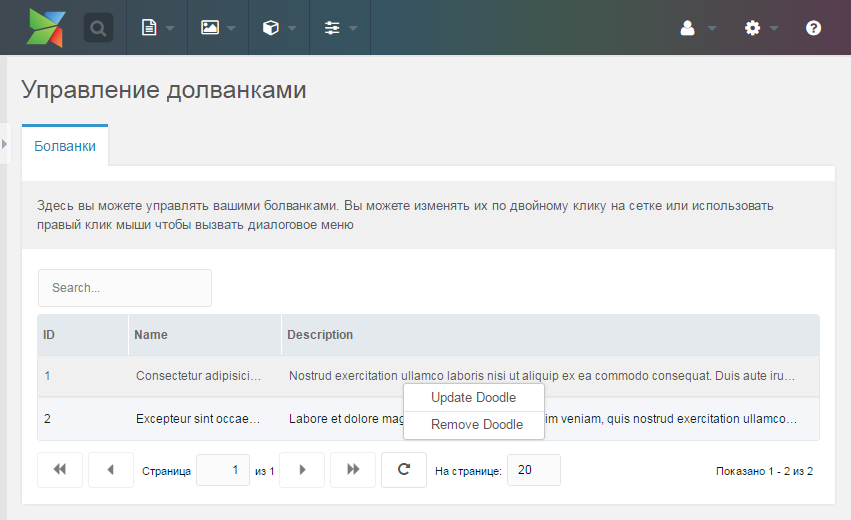 Управление долванками
Болванки
Здесь вы можете управлять вашими болванками. Вы можете изменять их по двойному клику на сетке или использовать
правый клик мыши чтобы вызвать диалоговое меню
Search...
ID Name Description
1 Consectetur adipisici... Nostrud exercitation ullamco laboris nisi ut aliquip ex ea commodo consequat. Duis aute iru...
Update Doodle
2 Excepteur sint occae... Labore et dolore mag im veniam, quis nostrud exercitation ullamco...
Remove Doodle
Страница 1 из 1 На странице: 20 Показано 1 - 2 из 2